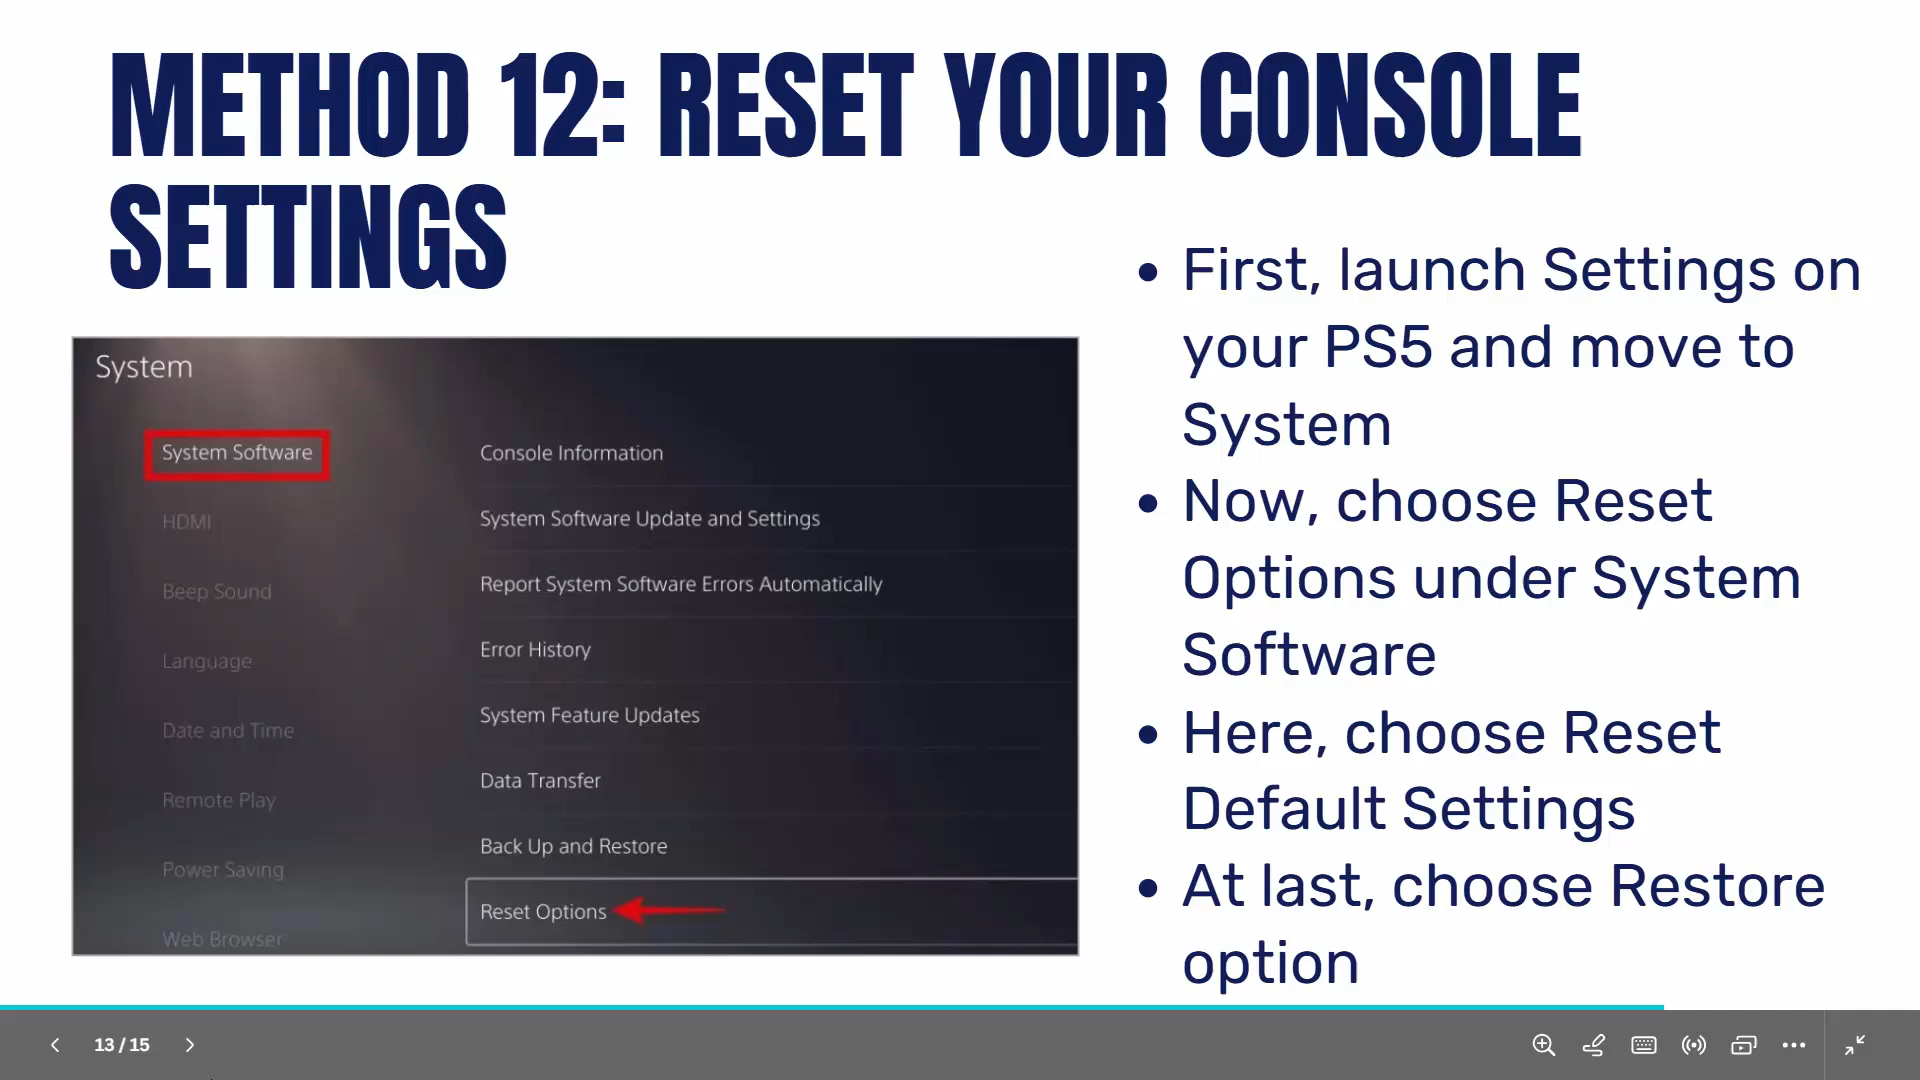 METHOD 12: RESET YOUR CONSOLE
SETTINGS
System
System Software
HDMI
Beep Sound
Language
Date and Time
Remote Play
Power Saving
Web Browser
Console Information
System Software Update and Settings
Report System Software Errors Automatically
Error History
System Feature Updates
Data Transfer
Back Up and Restore
Reset Options
• First, launch Settings on
your PS5 and move to
System
• Now, choose Reset
Options under System
Software
• Here, choose Reset
Default Settings
• At last, choose Restore
option
13 / 15